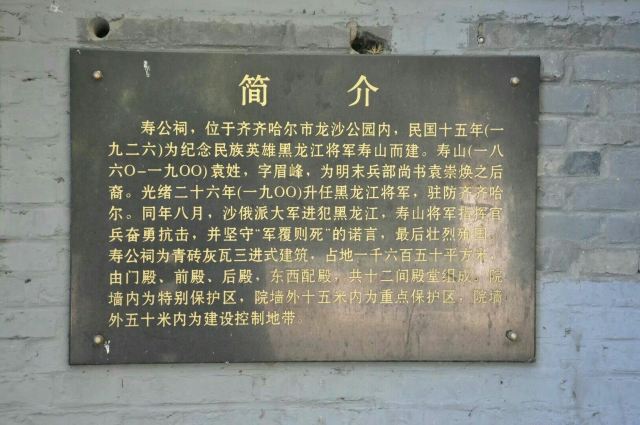 简 介
寿公祠，位于齐齐哈尔市龙沙公园内，民国十五年(一
九二六)为纪念民族英雄黑龙江将军寿山而建。寿山(一八
六O-一九OO)袁姓，字眉峰，为明末兵部尚书袁崇焕之后
裔。光绪二十六年(一九OO)升任黑龙江将军，驻防齐齐哈
尔。同年八月，沙俄派大军进犯黑龙江，寿山将军指挥官
兵奋勇抗击，并坚守“军覆则死”的诺言，最后壮烈殉国。
寿公祠为青砖灰瓦三进式建筑，占地一千六百五十平方米，
由门殿、前殿、后殿，东西配殿，共十二间殿堂组成。院
墙内为特别保护区，院墙外十五米内为重点保护区，院墙
外五十米内为建设控制地带。